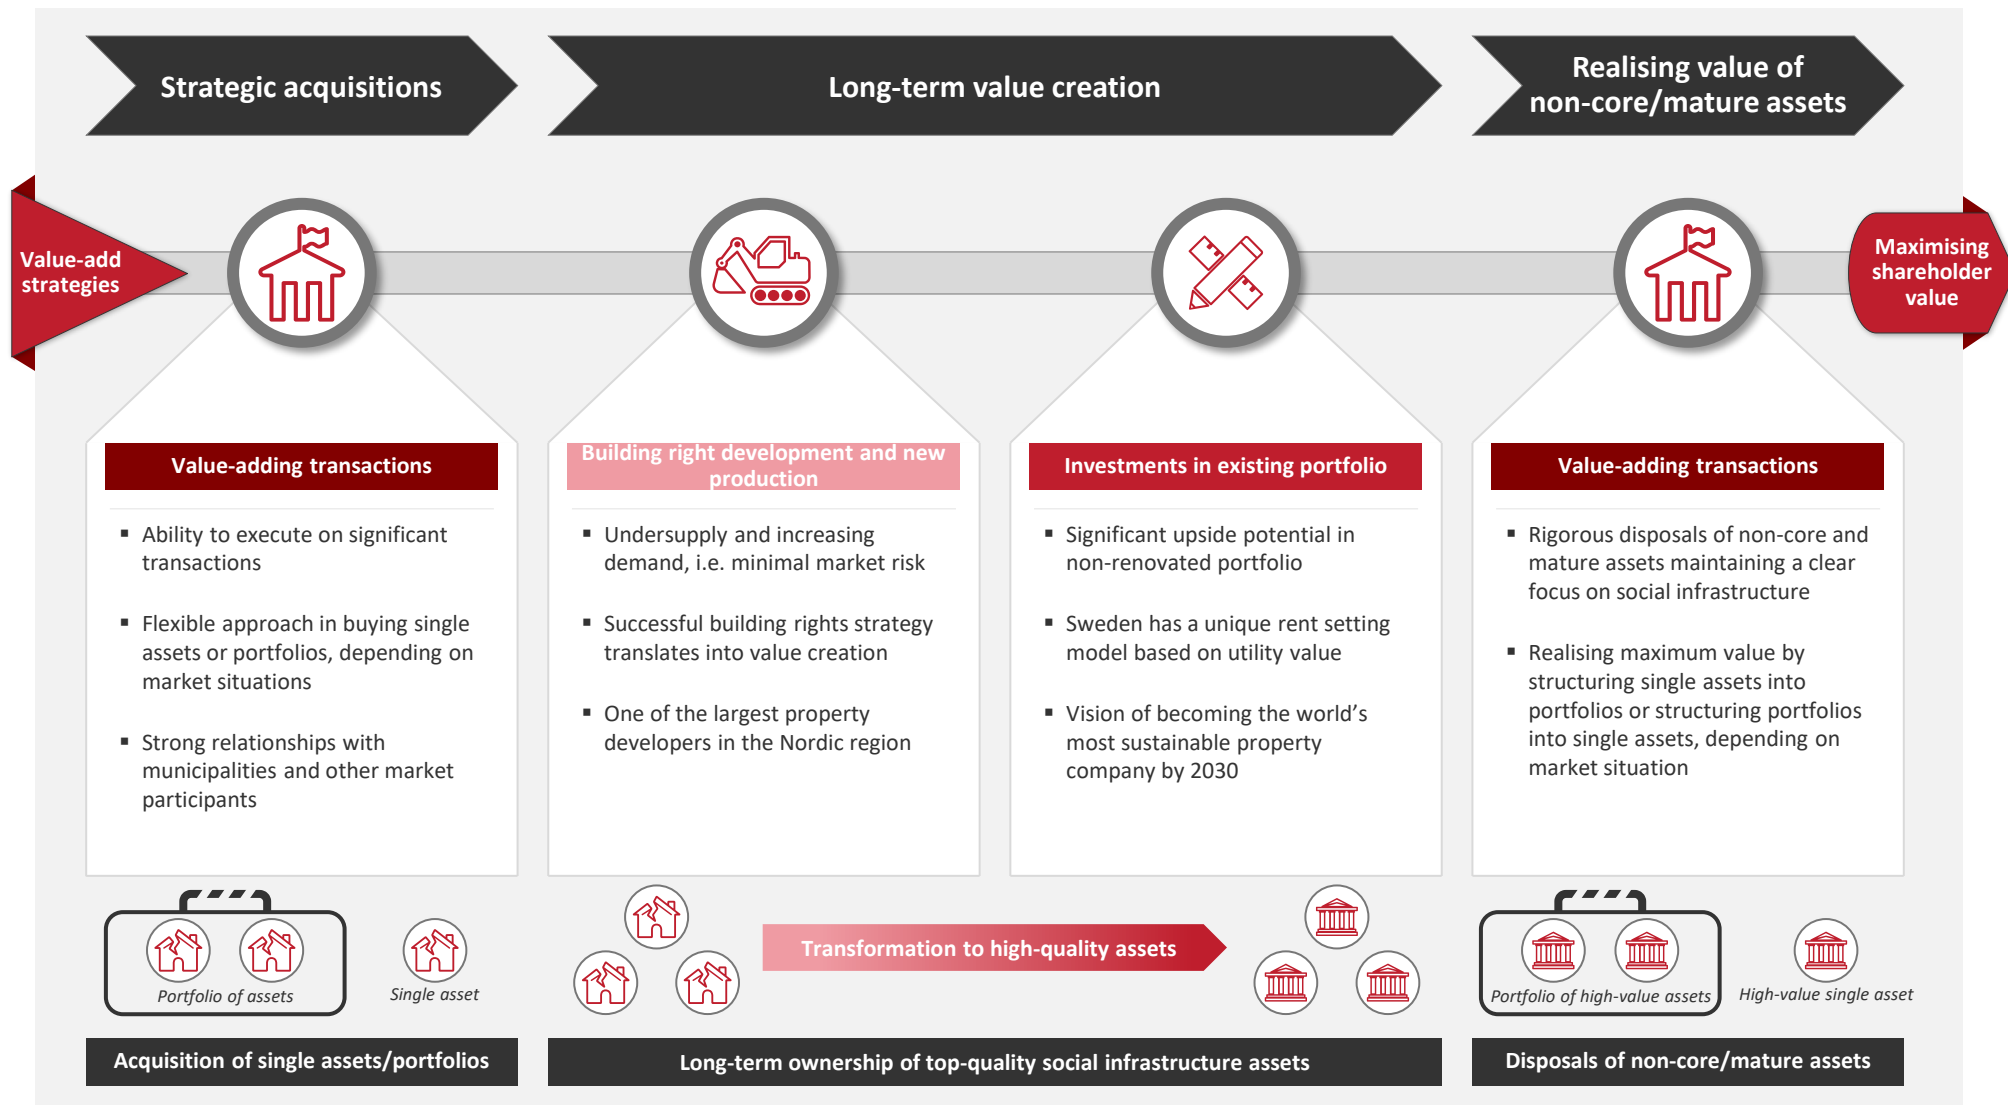 Strategic acquisitions
Long-term value creation
Realising value of
non-core/mature assets
Value-add
strategies
Maximising
shareholder
value
Value-adding transactions
▪ Ability to execute on significant
transactions
▪ Flexible approach in buying single
assets or portfolios, depending on
market situations
▪ Strong relationships with
municipalities and other market
participants
Building right development and new
production
▪ Undersupply and increasing
demand, i.e. minimal market risk
▪ Successful building rights strategy
translates into value creation
▪ One of the largest property
developers in the Nordic region
Investments in existing portfolio
▪ Significant upside potential in
non-renovated portfolio
▪ Sweden has a unique rent setting
model based on utility value
▪ Vision of becoming the world’s
most sustainable property
company by 2030
Value-adding transactions
▪ Rigorous disposals of non-core and
mature assets maintaining a clear
focus on social infrastructure
▪ Realising maximum value by
structuring single assets into
portfolios or structuring portfolios
into single assets, depending on
market situation
Portfolio of assets
Single asset
Transformation to high-quality assets
Portfolio of high-value assets
High-value single asset
Acquisition of single assets/portfolios
Long-term ownership of top-quality social infrastructure assets
Disposals of non-core/mature assets